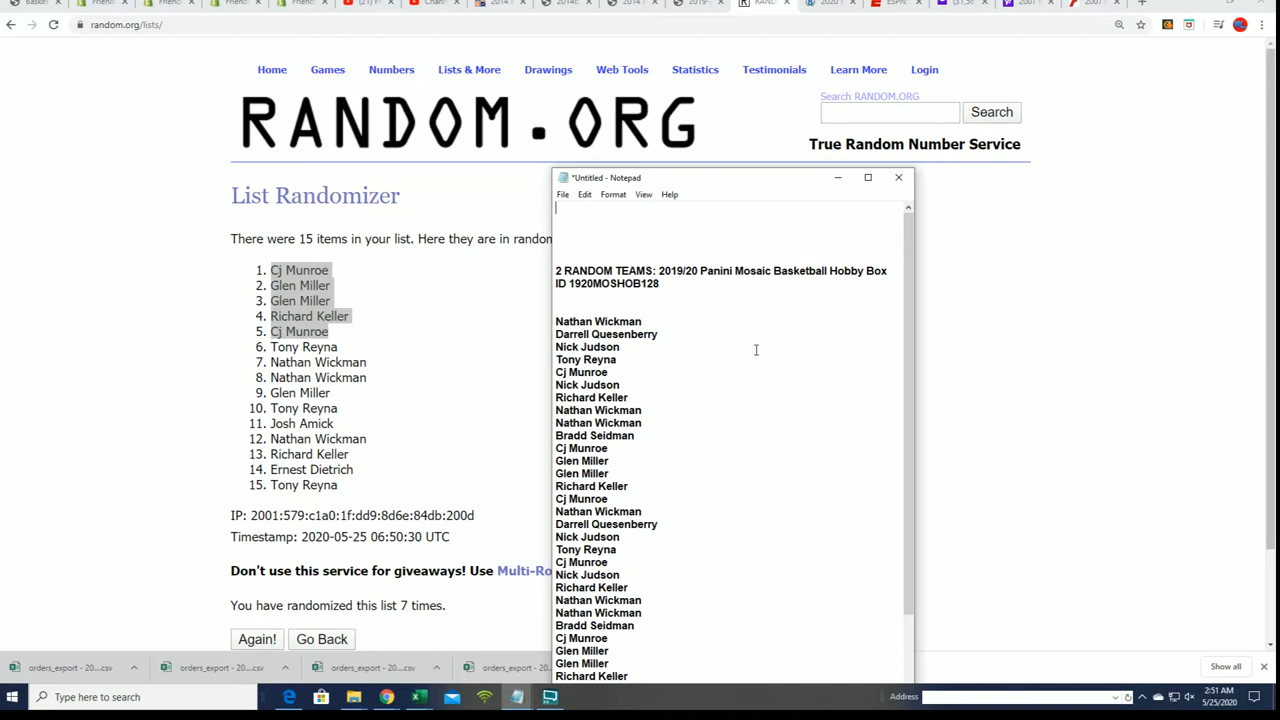 random.org/lists/
Home Games Numbers Lists & More Drawings Web Tools Statistics Testimonials Learn More Login
Search RANDOM.ORG
RANDOM.ORG
Search
True Random Number Service
List Randomizer
There were 15 items in your list. Here they are in random
1. Cj Munroe
2. Glen Miller
3. Glen Miller
4. Richard Keller
5. Cj Munroe
6. Tony Reyna
7. Nathan Wickman
8. Nathan Wickman
9. Glen Miller
10. Tony Reyna
11. Josh Amick
12. Nathan Wickman
13. Richard Keller
14. Ernest Dietrich
15. Tony Reyna
IP: 2001:579:c1a0:1f:dd9:8d6e:84db:200d
Timestamp: 2020-05-25 06:50:30 UTC
Don't use this service for giveaways! Use Multi-Ro
You have randomized this list 7 times.
Again! Go Back
*Untitled - Notepad
File Edit Format View Help
2 RANDOM TEAMS: 2019/20 Panini Mosaic Basketball Hobby Box
ID 1920MOSHOB128
Nathan Wickman
Darrell Quesenberry
Nick Judson
Tony Reyna
Cj Munroe
Nick Judson
Richard Keller
Nathan Wickman
Nathan Wickman
Bradd Seidman
Cj Munroe
Glen Miller
Glen Miller
Richard Keller
Cj Munroe
Nathan Wickman
Darrell Quesenberry
Nick Judson
Tony Reyna
Cj Munroe
Nick Judson
Richard Keller
Nathan Wickman
Nathan Wickman
Bradd Seidman
Cj Munroe
Glen Miller
Glen Miller
Richard Keller
orders_export - 20....csv orders_export - 20....csv orders_export - 20....csv orders_export - 20 Show all
Type here to search
Address
2:51 AM
5/25/2020